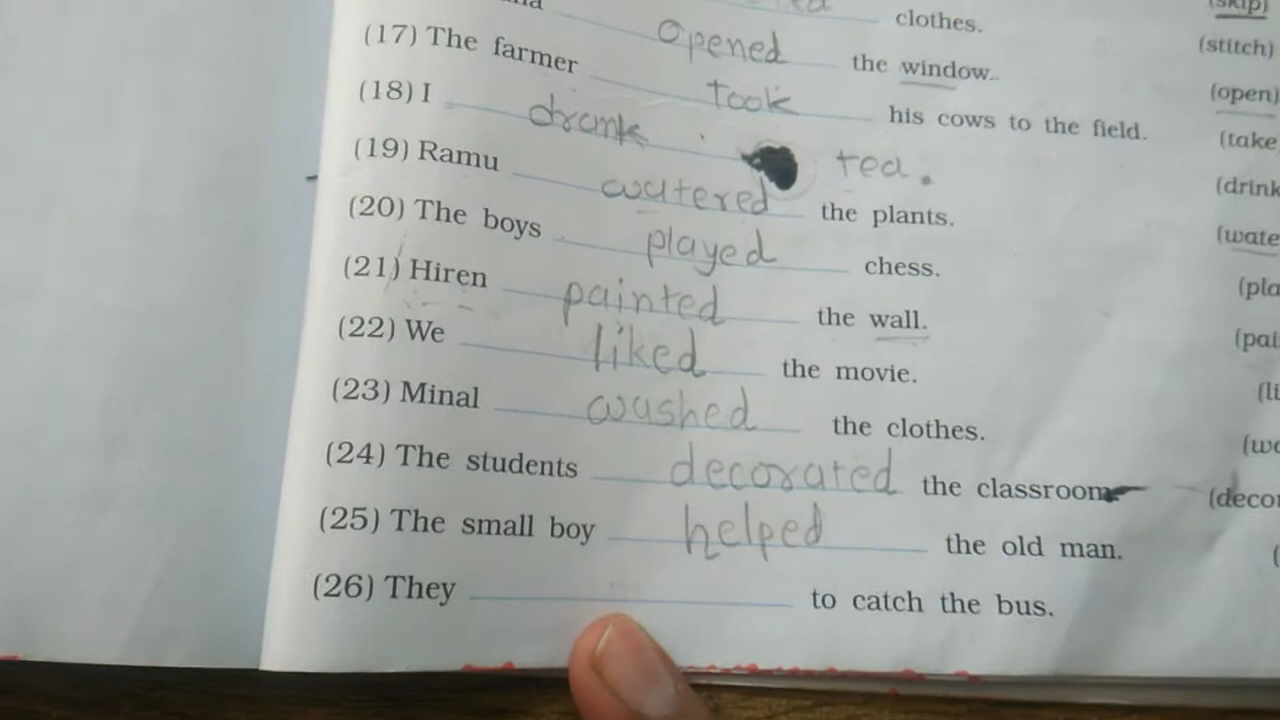 clothes. (skip)
opened the window.. (stitch)
(17) The farmer took his cows to the field. (open)
(18) I drank tea. (take
(19) Ramu watered the plants. (drink
(20) The boys played chess. (wate
(21) Hiren painted the wall. (pla
(22) We liked the movie. (pai
(23) Minal washed the clothes. (li
(24) The students decorated the classroom (wa
(25) The small boy helped the old man. (decor
(26) They to catch the bus. (